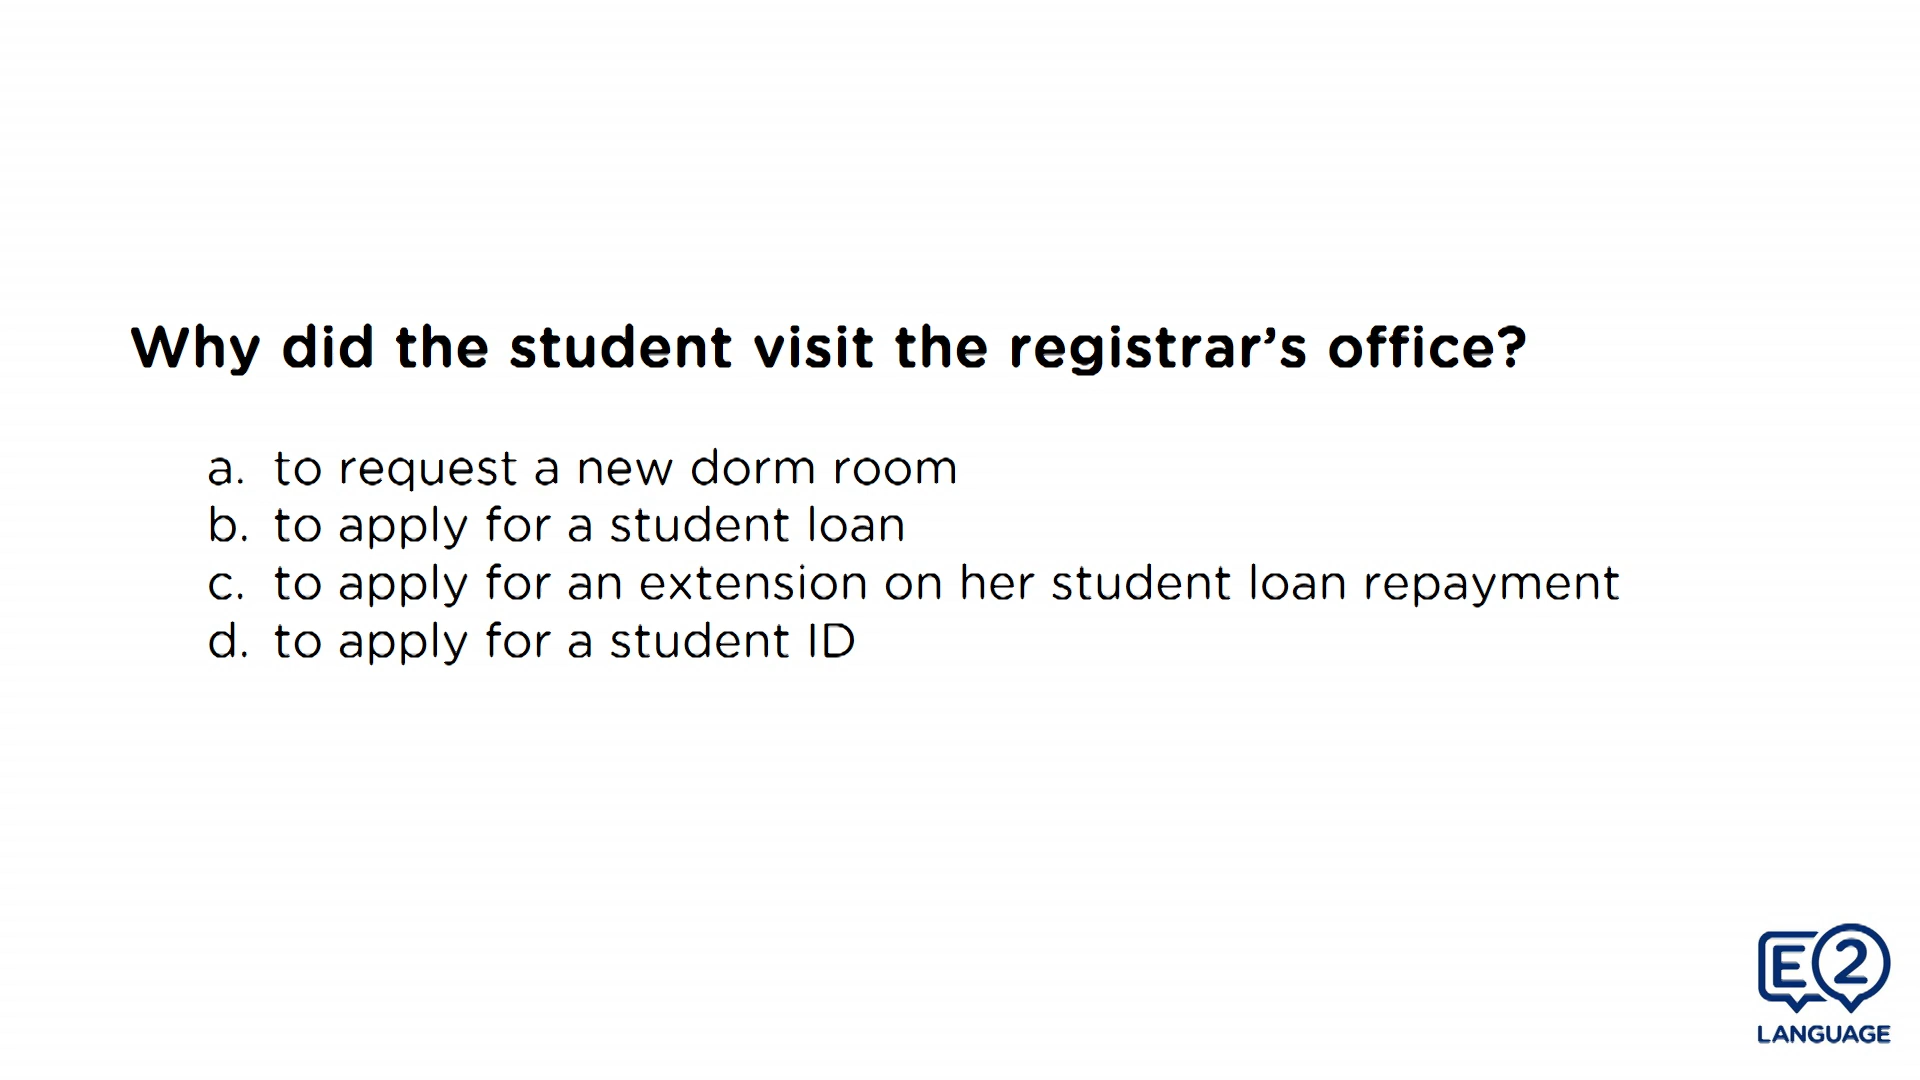 Why did the student visit the registrar’s office?
a. to request a new dorm room
b. to apply for a student loan
c. to apply for an extension on her student loan repayment
d. to apply for a student ID
E2
LANGUAGE